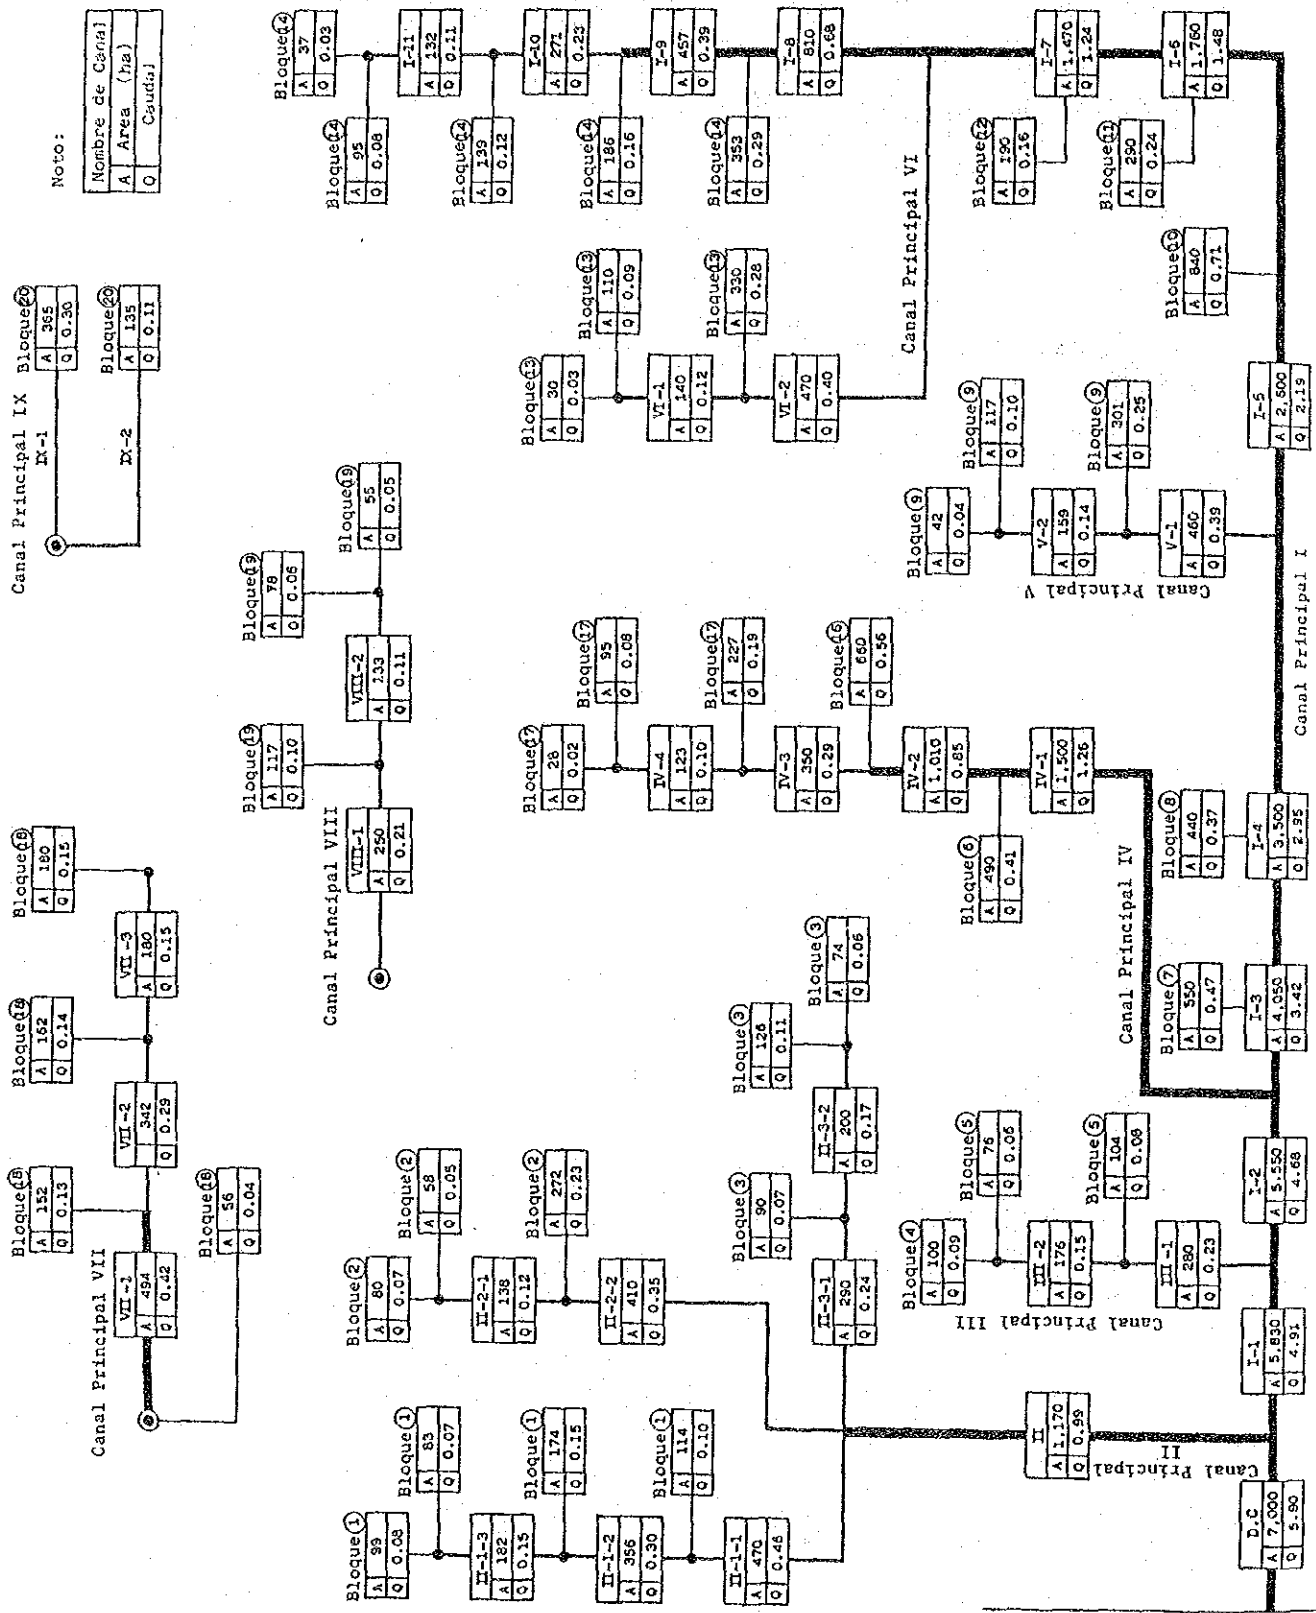 Noto:
Nombre de Canal
A Area (ha)
Q Caudal
Canal Principal VII
VII-1
A 494
Q 0.42
Bloque 18
A 152
Q 0.13
VII-2
A 342
Q 0.29
Bloque 18
A 162
Q 0.14
VII-3
A 180
Q 0.15
Bloque 18
A 180
Q 0.15
Bloque 18
A 56
Q 0.04
Canal Principal IX
IX-1
Bloque 20
A 365
Q 0.30
IX-2
Bloque 20
A 135
Q 0.11
Canal Principal VIII
VIII-1
A 250
Q 0.21
Bloque 19
A 117
Q 0.10
VIII-2
A 133
Q 0.11
Bloque 19
A 78
Q 0.06
Bloque 19
A 55
Q 0.05
Bloque 1
A 99
Q 0.08
Bloque 1
A 83
Q 0.07
II-1-3
A 182
Q 0.15
Bloque 1
A 174
Q 0.15
II-1-2
A 356
Q 0.30
Bloque 1
A 114
Q 0.10
II-1-1
A 470
Q 0.46
Bloque 2
A 80
Q 0.07
Bloque 2
A 58
Q 0.05
II-2-1
A 138
Q 0.12
Bloque 2
A 272
Q 0.23
II-2-2
A 410
Q 0.35
II-3-1
A 290
Q 0.24
Bloque 3
A 90
Q 0.07
II-3-2
A 200
Q 0.17
Bloque 3
A 126
Q 0.11
Bloque 3
A 74
Q 0.06
II
A 1,170
Q 0.99
Canal Principal
II
Bloque 4
A 100
Q 0.09
Bloque 5
A 76
Q 0.06
III-2
A 176
Q 0.15
Bloque 5
A 104
Q 0.08
III-1
A 280
Q 0.23
Canal Principal III
Bloque 17
A 28
Q 0.02
Bloque 17
A 95
Q 0.08
IV-4
A 123
Q 0.10
Bloque 17
A 227
Q 0.19
IV-3
A 350
Q 0.29
Bloque 16
A 660
Q 0.56
IV-2
A 1,010
Q 0.85
Bloque 6
A 490
Q 0.41
IV-1
A 1,500
Q 1.26
Canal Principal IV
Bloque 9
A 42
Q 0.04
Bloque 9
A 117
Q 0.10
V-2
A 159
Q 0.14
Bloque 9
A 301
Q 0.25
V-1
A 460
Q 0.39
Canal Principal V
Bloque 13
A 30
Q 0.03
Bloque 13
A 110
Q 0.09
VI-1
A 140
Q 0.12
Bloque 13
A 330
Q 0.28
VI-2
A 470
Q 0.40
Canal Principal VI
Bloque 14
A 37
Q 0.03
Bloque 14
A 95
Q 0.08
I-11
A 132
Q 0.11
Bloque 14
A 139
Q 0.12
I-10
A 271
Q 0.23
Bloque 14
A 186
Q 0.16
I-9
A 457
Q 0.39
Bloque 14
A 353
Q 0.29
I-8
A 810
Q 0.68
I-7
A 1,470
Q 1.24
Bloque 12
A 190
Q 0.16
I-6
A 1,760
Q 1.48
Bloque 11
A 290
Q 0.24
Bloque 10
A 840
Q 0.71
D.C
A 7,000
Q 5.90
I-1
A 5,830
Q 4.91
I-2
A 5,550
Q 4.68
Bloque 7
A 550
Q 0.47
I-3
A 4,050
Q 3.42
Bloque 8
A 440
Q 0.37
I-4
A 3,500
Q 2.95
I-5
A 2,600
Q 2.19
Canal Principal I